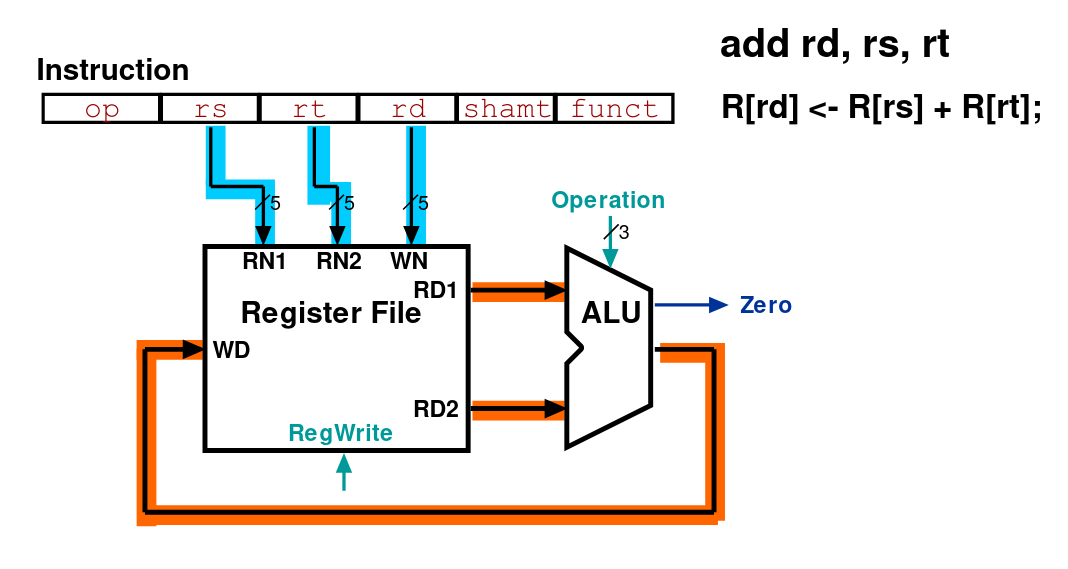 add rd, rs, rt
Instruction
op rs rt rd shamt funct
R[rd] <- R[rs] + R[rt];
5 5 5
Operation
3
RN1 RN2 WN
RD1
Register File
ALU
Zero
WD
RD2
RegWrite